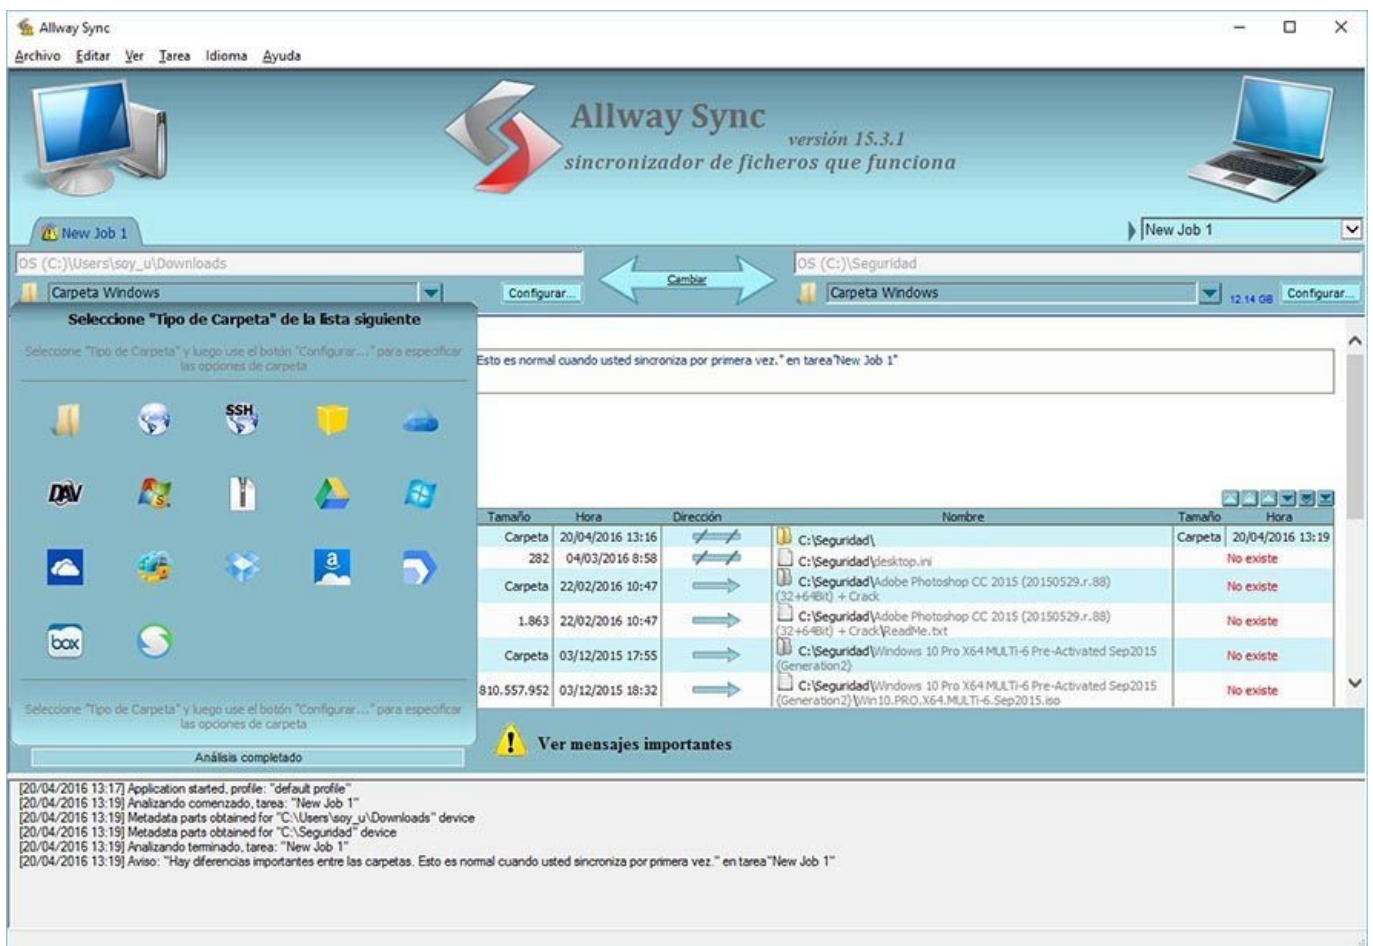 Allway Sync
Archivo Editar Ver Tarea Idioma Ayuda
Allway Sync
versión 15.3.1
sincronizador de ficheros que funciona
New Job 1
New Job 1
OS (C:)\Users\soy_u\Downloads
OS (C:)\Seguridad
Cambiar
Carpeta Windows
Configurar...
Carpeta Windows
12.14 GB
Configurar...
Seleccione "Tipo de Carpeta" de la lista siguiente
Seleccione "Tipo de Carpeta" y luego use el botón "Configurar..." para especificar
las opciones de carpeta
Esto es normal cuando usted sincroniza por primera vez." en tarea"New Job 1"
SSH
DAV
S
a
box
Seleccione "Tipo de Carpeta" y luego use el botón "Configurar..." para especificar
las opciones de carpeta
Análisis completado
Tamaño Hora Dirección Nombre Tamaño Hora
Carpeta 20/04/2016 13:16 C:\Seguridad\ Carpeta 20/04/2016 13:19
282 04/03/2016 8:58 C:\Seguridad\desktop.ini No existe
Carpeta 22/02/2016 10:47 C:\Seguridad\Adobe Photoshop CC 2015 (20150529.r.88) No existe
(32+64Bit) + Crack
1.863 22/02/2016 10:47 C:\Seguridad\Adobe Photoshop CC 2015 (20150529.r.88) No existe
(32+64Bit) + Crack\ReadMe.txt
Carpeta 03/12/2015 17:55 C:\Seguridad\Windows 10 Pro X64 MULTi-6 Pre-Activated Sep2015 No existe
{Generation2}
810.557.952 03/12/2015 18:32 C:\Seguridad\Windows 10 Pro X64 MULTi-6 Pre-Activated Sep2015 No existe
{Generation2}\Win10.PRO.X64.MULTi-6.Sep2015.iso
Ver mensajes importantes
[20/04/2016 13:17] Application started, profile: "default profile"
[20/04/2016 13:19] Analizando comenzado, tarea: "New Job 1"
[20/04/2016 13:19] Metadata parts obtained for "C:\Users\soy_u\Downloads" device
[20/04/2016 13:19] Metadata parts obtained for "C:\Seguridad" device
[20/04/2016 13:19] Analizando terminado, tarea: "New Job 1"
[20/04/2016 13:19] Aviso: "Hay diferencias importantes entre las carpetas. Esto es normal cuando usted sincroniza por primera vez." en tarea"New Job 1"